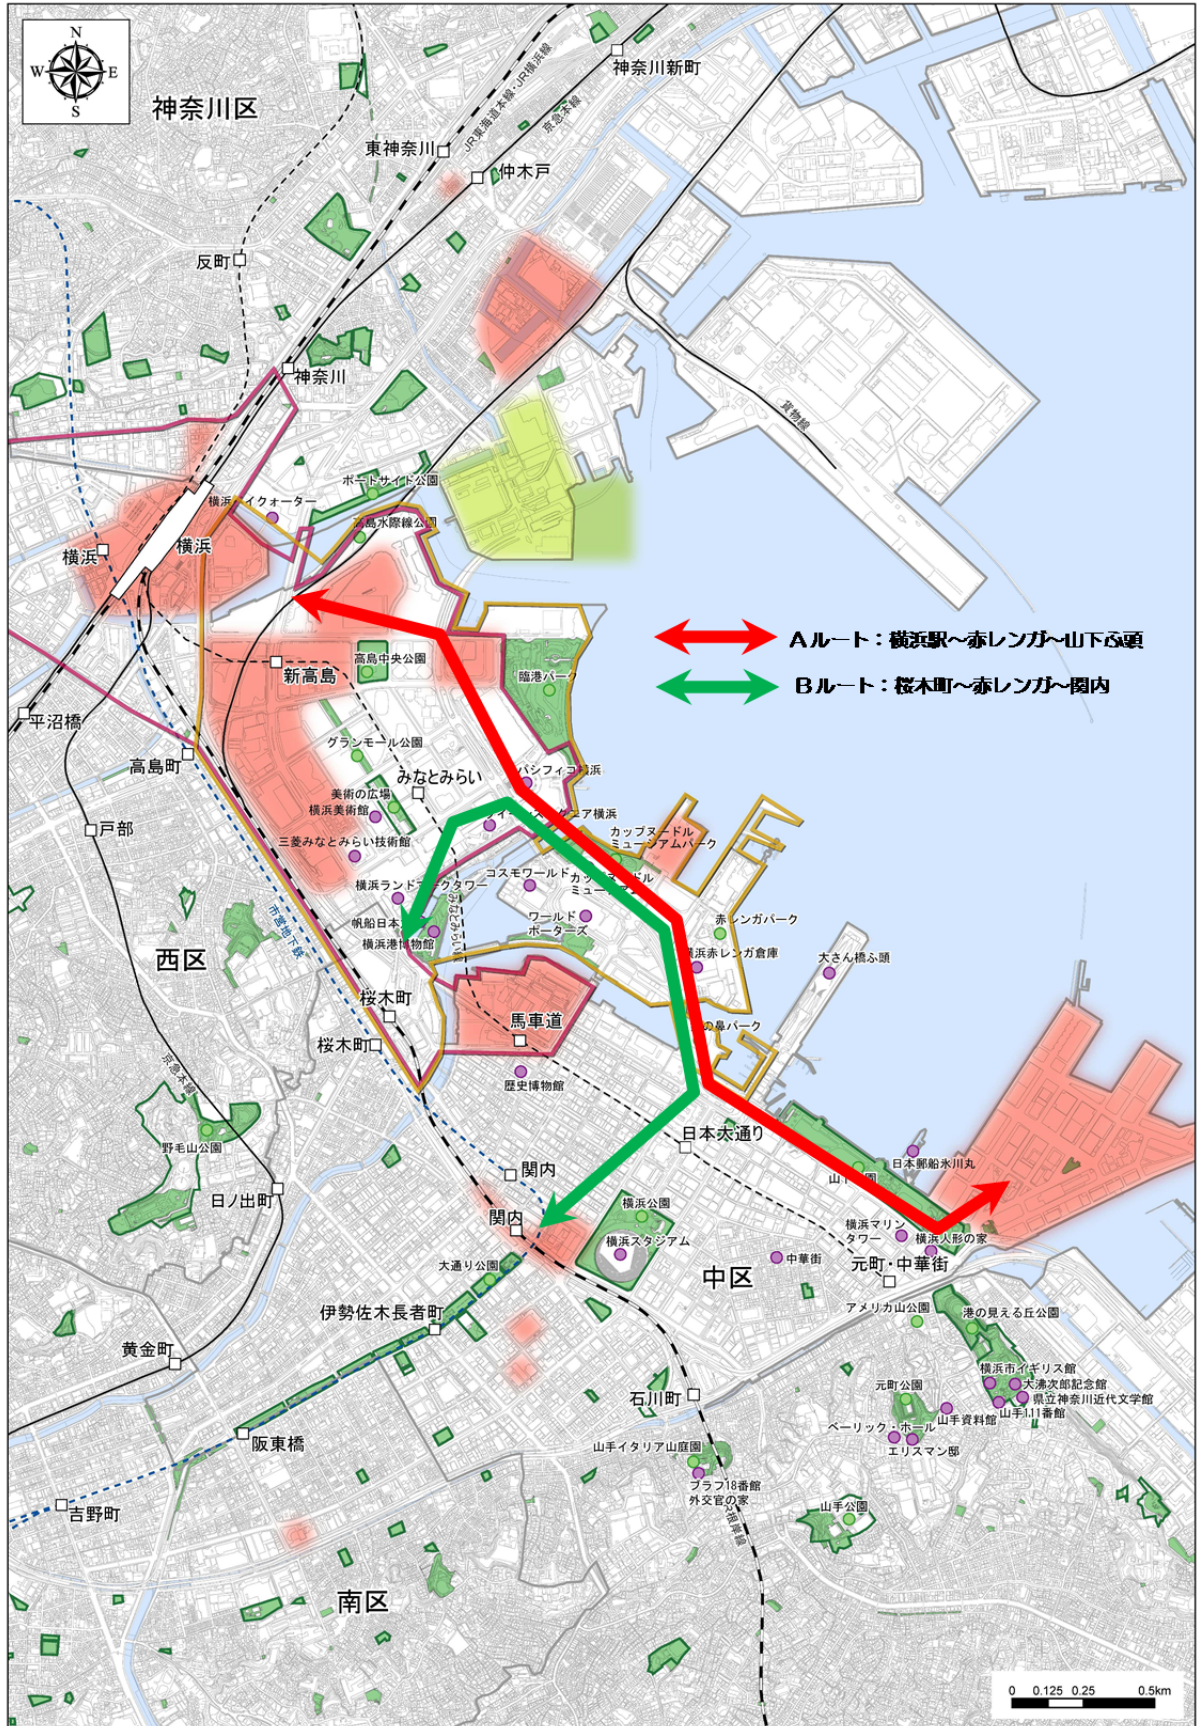 N
W E
S
神奈川区
神奈川新町
JR東海道本線・JR横浜線
京急本線
東神奈川
仲木戸
反町
神奈川
貨物線
ポートサイド公園
横浜
イクォーター
高島水際線公園
横浜
横浜
Aルート：横浜駅～赤レンガ～山下ふ頭
Bルート：桜木町～赤レンガ～関内
高島中央公園
新高島
臨港パーク
平沼橋
高島町
グランモール公園
パシフィコ横浜
みなとみらい
美術の広場
横浜美術館
戸部
三菱みなとみらい技術館
カップヌードル
ミュージアムパーク
コスモワールド
横浜ランドマークタワー
ワールド
ポーターズ
赤レンガパーク
帆船日本
横浜港博物館
みなとみらい線
市営地下鉄
横浜赤レンガ倉庫
大さん橋ふ頭
西区
桜木町
馬車道
の鼻パーク
桜木町
歴史博物館
京急本線
野毛山公園
日本大通り
日本郵船氷川丸
関内
日ノ出町
横浜公園
関内
横浜マリン
タワー
横浜人形の家
横浜スタジアム
中華街
元町・中華街
大通り公園
中区
伊勢佐木長者町
アメリカ山公園
港の見える丘公園
黄金町
横浜市イギリス館
大沸次郎記念館
県立神奈川近代文学館
山手111番館
元町公園
山手資料館
石川町
ベーリック・ホール
エリスマン邸
阪東橋
山手イタリア山庭園
ブラフ18番館
外交官の家
山手公園
吉野町
根岸線
南区
0 0.125 0.25 0.5km